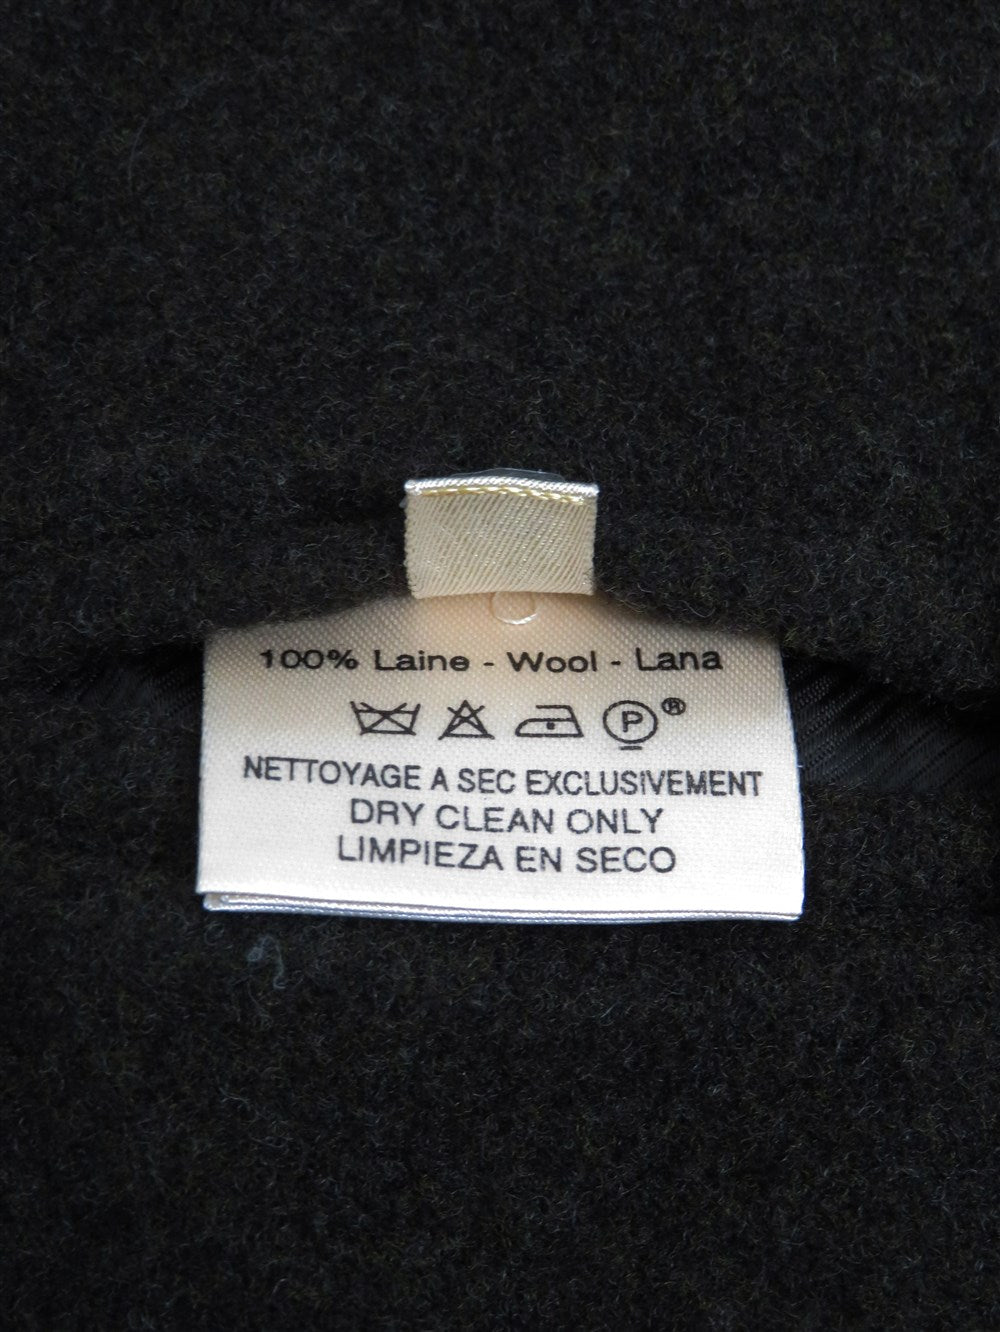 100% Laine - Wool - Lana
P®
NETTOYAGE A SEC EXCLUSIVEMENT
DRY CLEAN ONLY
LIMPIEZA EN SECO